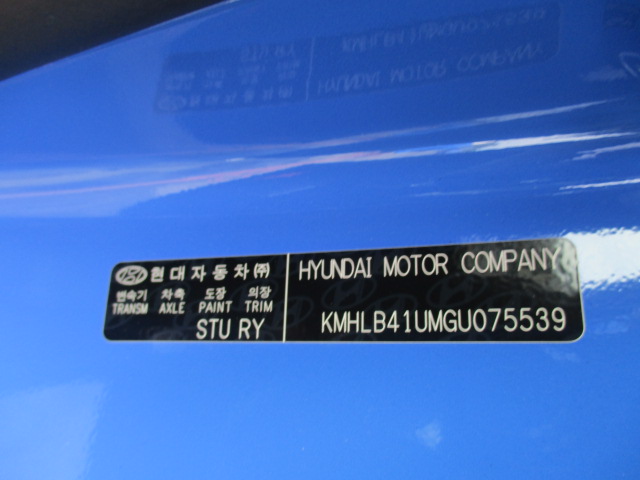 현대자동차㈜
변속기 차축 도장 의장
TRANSM AXLE PAINT TRIM
STU RY
HYUNDAI MOTOR COMPANY
KMHLB41UMGU075539